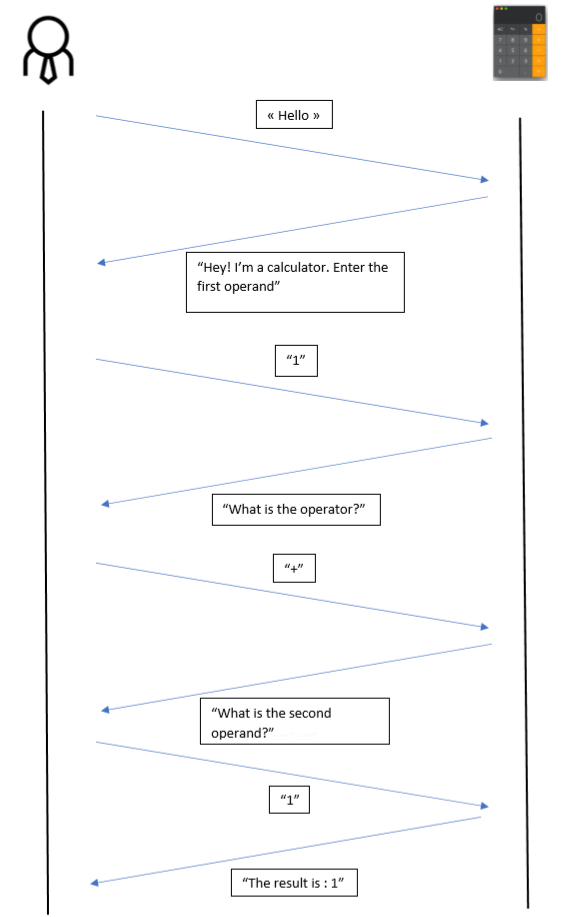 « Hello »
“Hey! I’m a calculator. Enter the
first operand”
“1”
“What is the operator?”
“+”
“What is the second
operand?”
“1”
“The result is : 1”